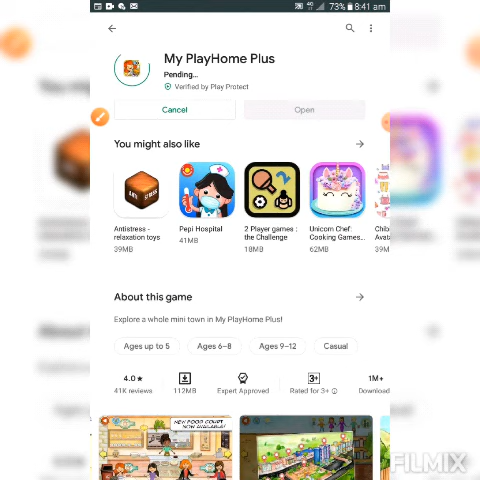 73% 8:41 am
My PlayHome Plus
Pending...
Verified by Play Protect
Cancel
Open
You might also like
Antistress - relaxation toys
39MB
Pepi Hospital
41MB
2 Player games : the Challenge
18MB
Unicorn Chef: Cooking Games...
62MB
Chib
Avata
39M
About this game
Explore a whole mini town in My PlayHome Plus!
Ages up to 5
Ages 6–8
Ages 9–12
Casual
4.0★
41K reviews
112MB
Expert Approved
3+
Rated for 3+
1M+
Download
NEW FOOD COURT
NOW AVAILABLE!
FILMIX